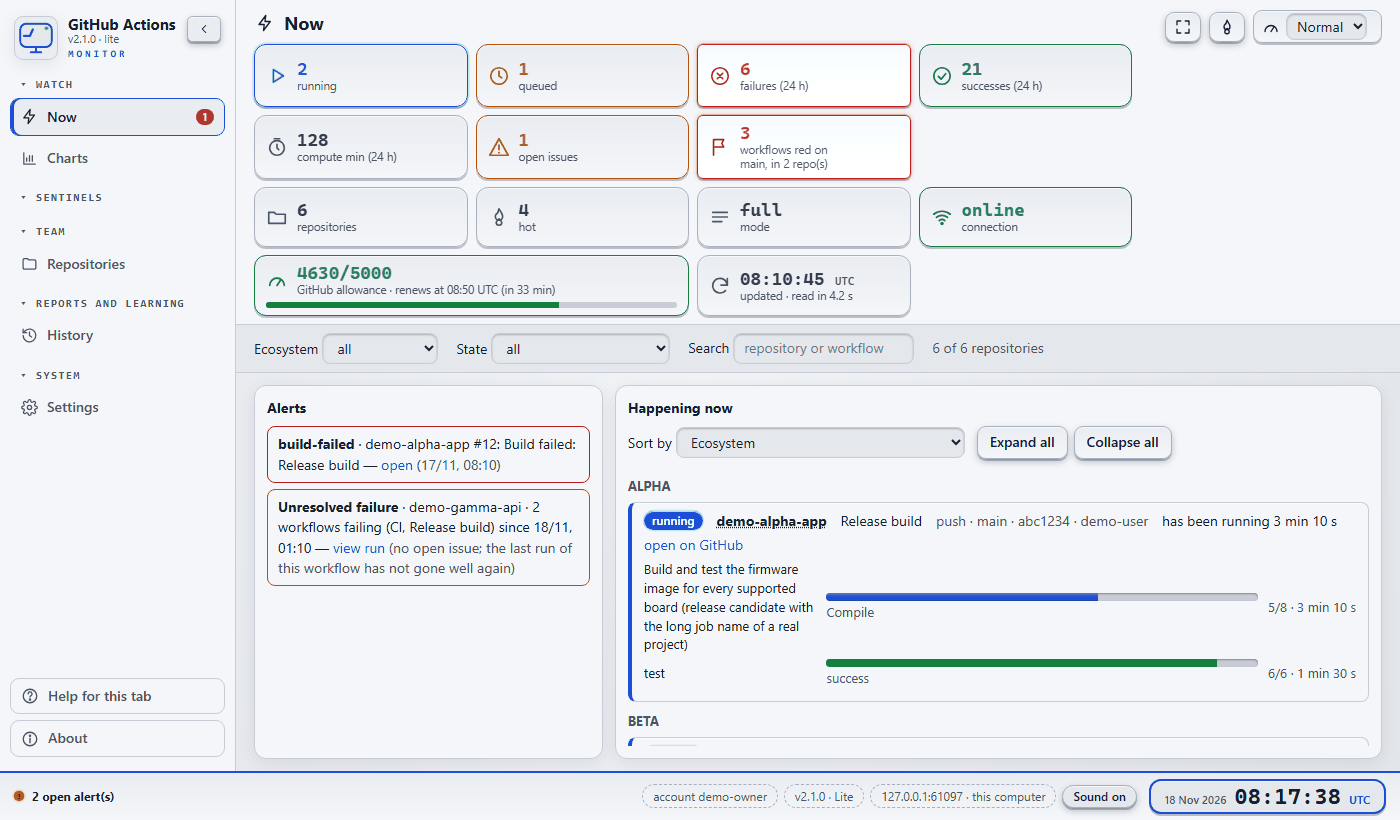 GitHub Actions
v2.1.0 · lite
MONITOR
WATCH
Now
1
Charts
SENTINELS
TEAM
Repositories
REPORTS AND LEARNING
History
SYSTEM
Settings
Help for this tab
About
Now
Normal
2
running
1
queued
6
failures (24 h)
21
successes (24 h)
128
compute min (24 h)
1
open issues
3
workflows red on
main, in 2 repo(s)
6
repositories
4
hot
full
mode
online
connection
4630/5000
GitHub allowance · renews at 08:50 UTC (in 33 min)
08:10:45 UTC
updated · read in 4.2 s
Ecosystem all
State all
Search repository or workflow
6 of 6 repositories
Alerts
build-failed · demo-alpha-app #12: Build failed:
Release build — open (17/11, 08:10)
Unresolved failure · demo-gamma-api · 2
workflows failing (CI, Release build) since 18/11,
01:10 — view run (no open issue; the last run of
this workflow has not gone well again)
Happening now
Sort by Ecosystem
Expand all
Collapse all
ALPHA
running demo-alpha-app Release build push · main · abc1234 · demo-user has been running 3 min 10 s
open on GitHub
Build and test the firmware
image for every supported
board (release candidate with
the long job name of a real
project)
Compile
5/8 · 3 min 10 s
test
success
6/6 · 1 min 30 s
BETA
2 open alert(s)
account demo-owner
v2.1.0 · Lite
127.0.0.1:61097 · this computer
Sound on
18 Nov 2026 08:17:38 UTC